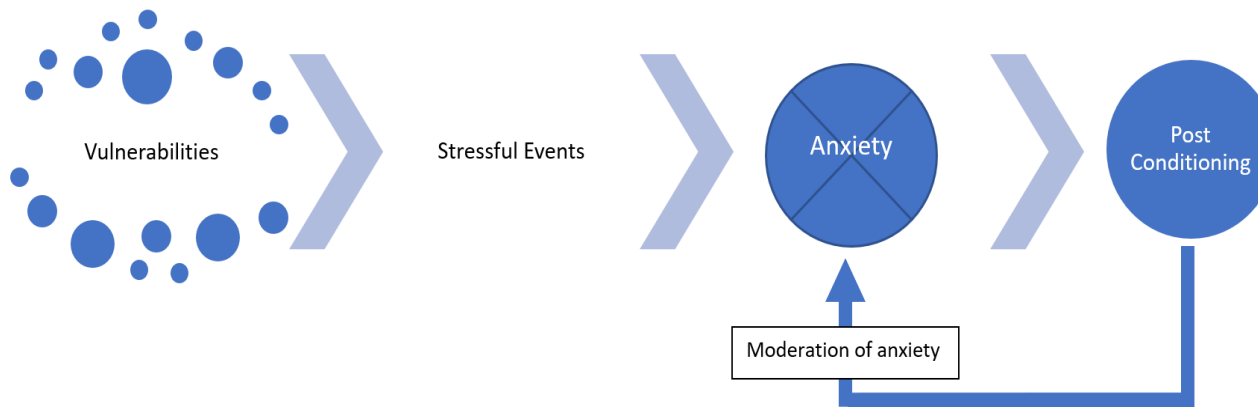 Vulnerabilities
Stressful Events
Anxiety
Post
Conditioning
Moderation of anxiety